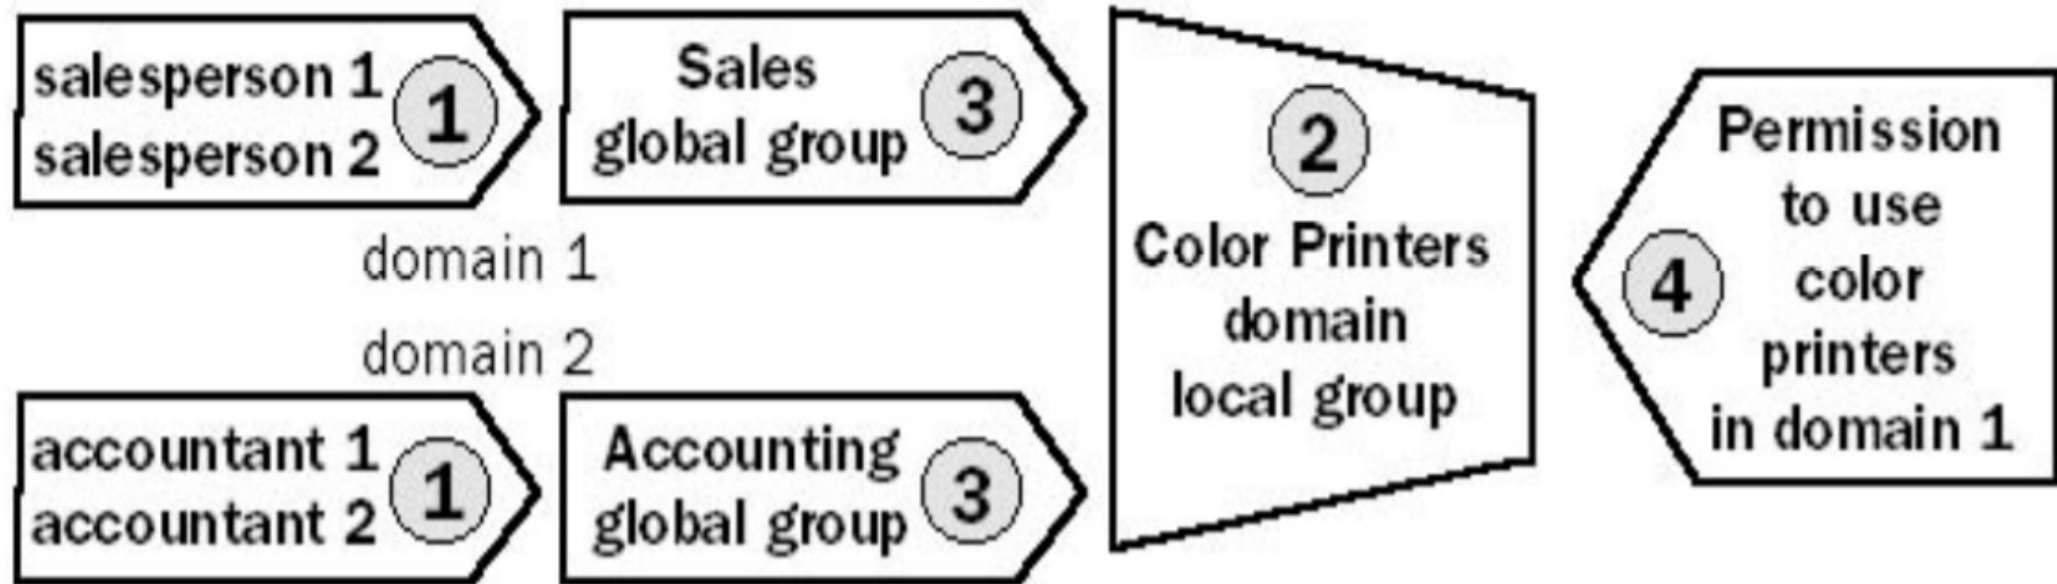 salesperson 1
salesperson 2
1
Sales
global group
3
domain 1
domain 2
accountant 1
accountant 2
1
Accounting
global group
3
2
Color Printers
domain
local group
4
Permission
to use
color
printers
in domain 1